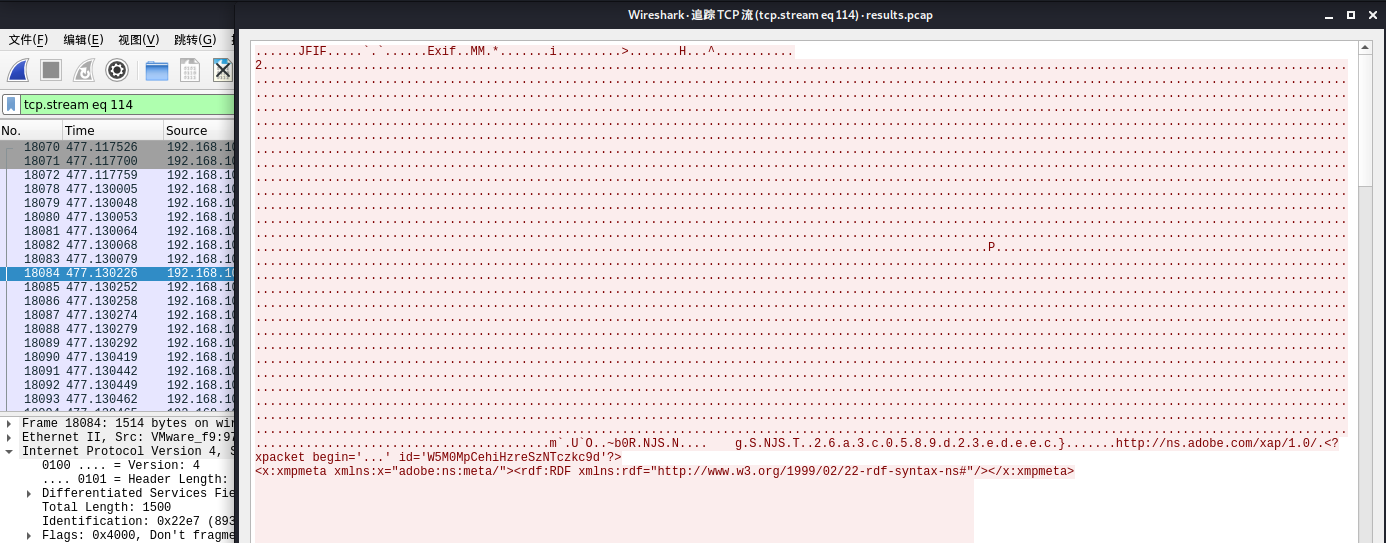 Wireshark · 追踪 TCP 流 (tcp.stream eq 114) · results.pcap
文件(F) 编辑(E) 视图(V) 跳转(G)
tcp.stream eq 114
No. Time Source
18070 477.117526 192.168.10
18071 477.117700 192.168.10
18072 477.117759 192.168.10
18078 477.130005 192.168.10
18079 477.130048 192.168.10
18080 477.130053 192.168.10
18081 477.130064 192.168.10
18082 477.130068 192.168.10
18083 477.130079 192.168.10
18084 477.130226 192.168.10
18085 477.130252 192.168.10
18086 477.130258 192.168.10
18087 477.130274 192.168.10
18088 477.130279 192.168.10
18089 477.130292 192.168.10
18090 477.130419 192.168.10
18091 477.130442 192.168.10
18092 477.130449 192.168.10
18093 477.130462 192.168.10
Frame 18084: 1514 bytes on wir
Ethernet II, Src: VMware_f9:97
Internet Protocol Version 4, S
0100 .... = Version: 4
.... 0101 = Header Length:
Differentiated Services Fie
Total Length: 1500
Identification: 0x22e7 (893
Flags: 0x4000, Don't fragme
......JFIF.....`.`......Exif..MM.*.......i.........>.......H...^...........
2
P
m`.U`O..~b0R.NJS.N....    g.S.NJS.T..2.6.a.3.c.0.5.8.9.d.2.3.e.d.e.e.c.}.......http://ns.adobe.com/xap/1.0/.<?
xpacket begin='...' id='W5M0MpCehiHzreSzNTczkc9d'?>
<x:xmpmeta xmlns:x="adobe:ns:meta/"><rdf:RDF xmlns:rdf="http://www.w3.org/1999/02/22-rdf-syntax-ns#"/></x:xmpmeta>